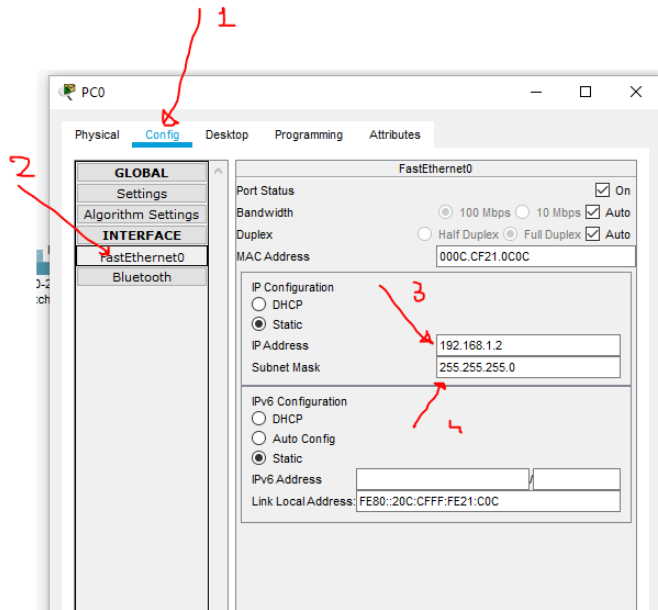 1
PC0
Physical Config Desktop Programming Attributes
2
GLOBAL
Settings
Algorithm Settings
INTERFACE
FastEthernet0
Bluetooth
FastEthernet0
Port Status On
Bandwidth 100 Mbps 10 Mbps Auto
Duplex Half Duplex Full Duplex Auto
MAC Address 000C.CF21.0C0C
IP Configuration
3
DHCP
Static
IP Address 192.168.1.2
Subnet Mask 255.255.255.0
4
IPv6 Configuration
DHCP
Auto Config
Static
IPv6 Address /
Link Local Address: FE80::20C:CFFF:FE21:C0C